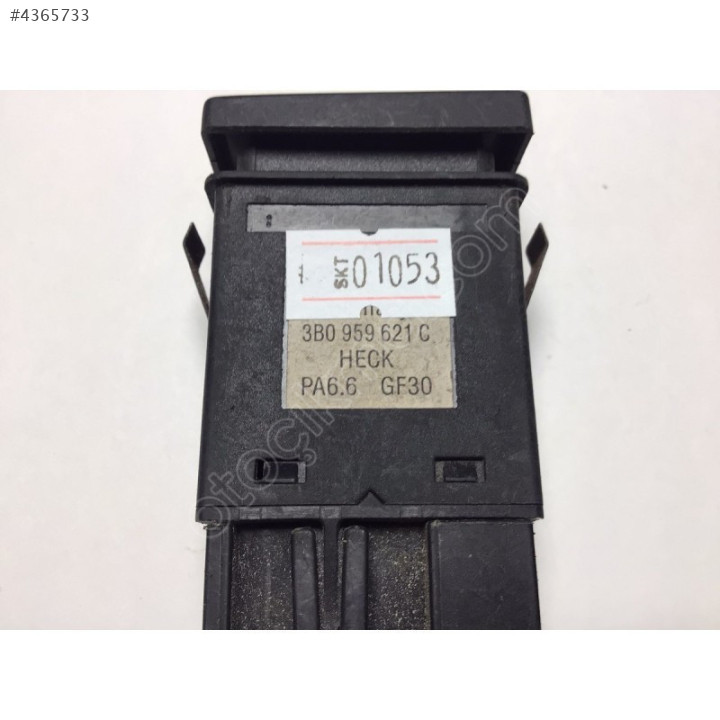 #4365733
SKT
01053
3B0 959 621 C
HECK
PA6.6 GF30